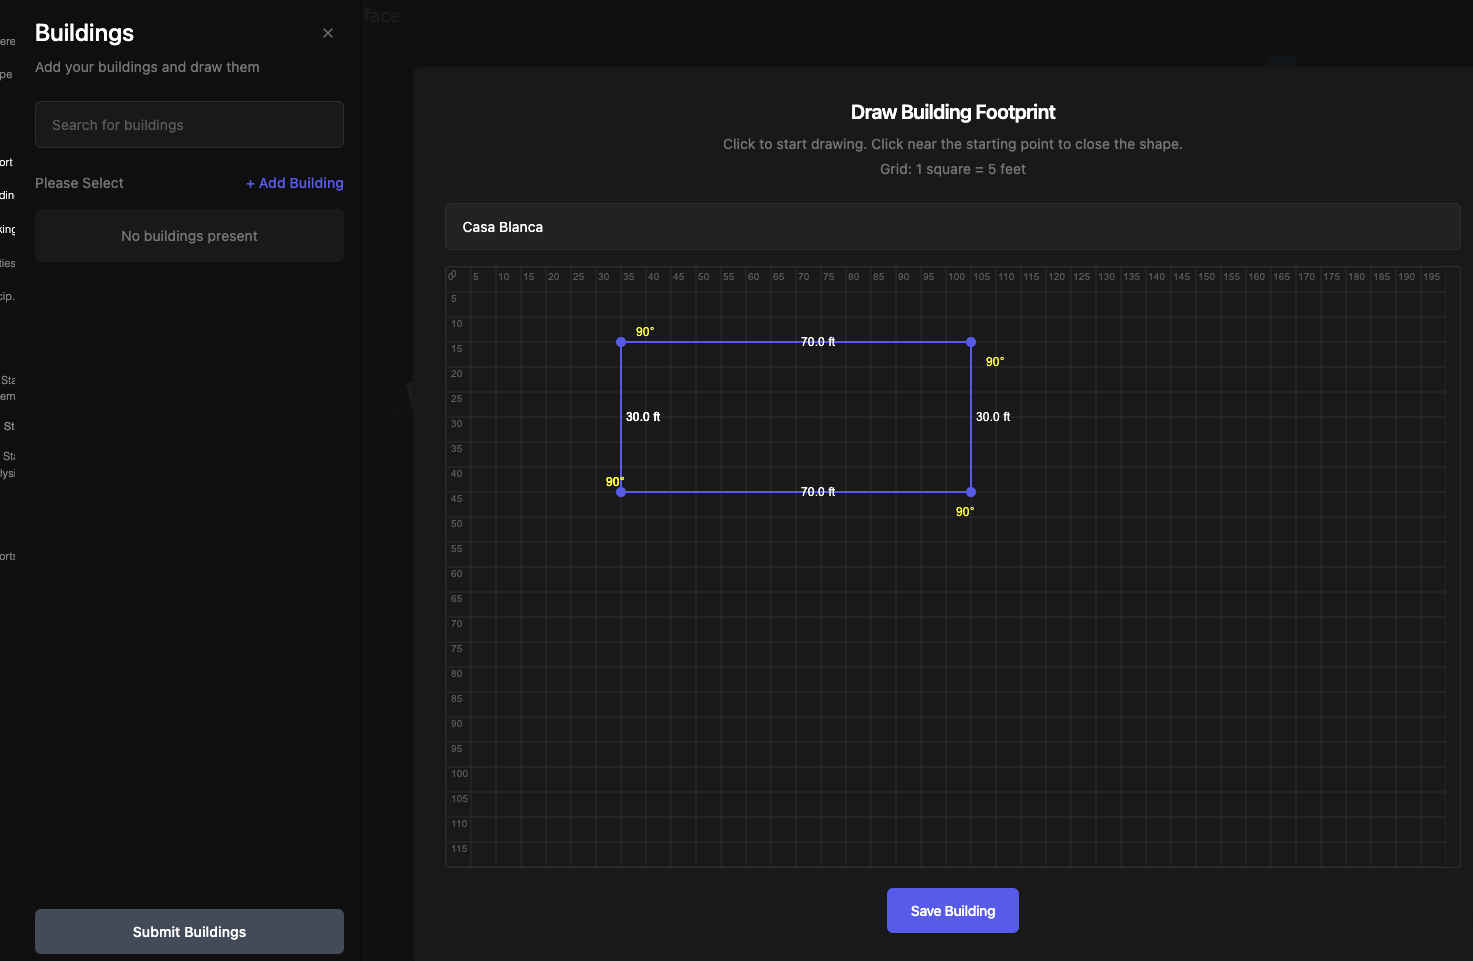 face
ere
pe
ort
din
king
ties
cip.
Sta
em
St
Sta
lysi
orts
Buildings
×
Add your buildings and draw them
Search for buildings
Please Select
+ Add Building
No buildings present
Submit Buildings
Draw Building Footprint
Click to start drawing. Click near the starting point to close the shape.
Grid: 1 square = 5 feet
Casa Blanca
0 5 10 15 20 25 30 35 40 45 50 55 60 65 70 75 80 85 90 95 100 105 110 115 120 125 130 135 140 145 150 155 160 165 170 175 180 185 190 195
5
10
15
20
25
30
35
40
45
50
55
60
65
70
75
80
85
90
95
100
105
110
115
90°
70.0 ft
90°
30.0 ft
30.0 ft
90°
70.0 ft
90°
Save Building